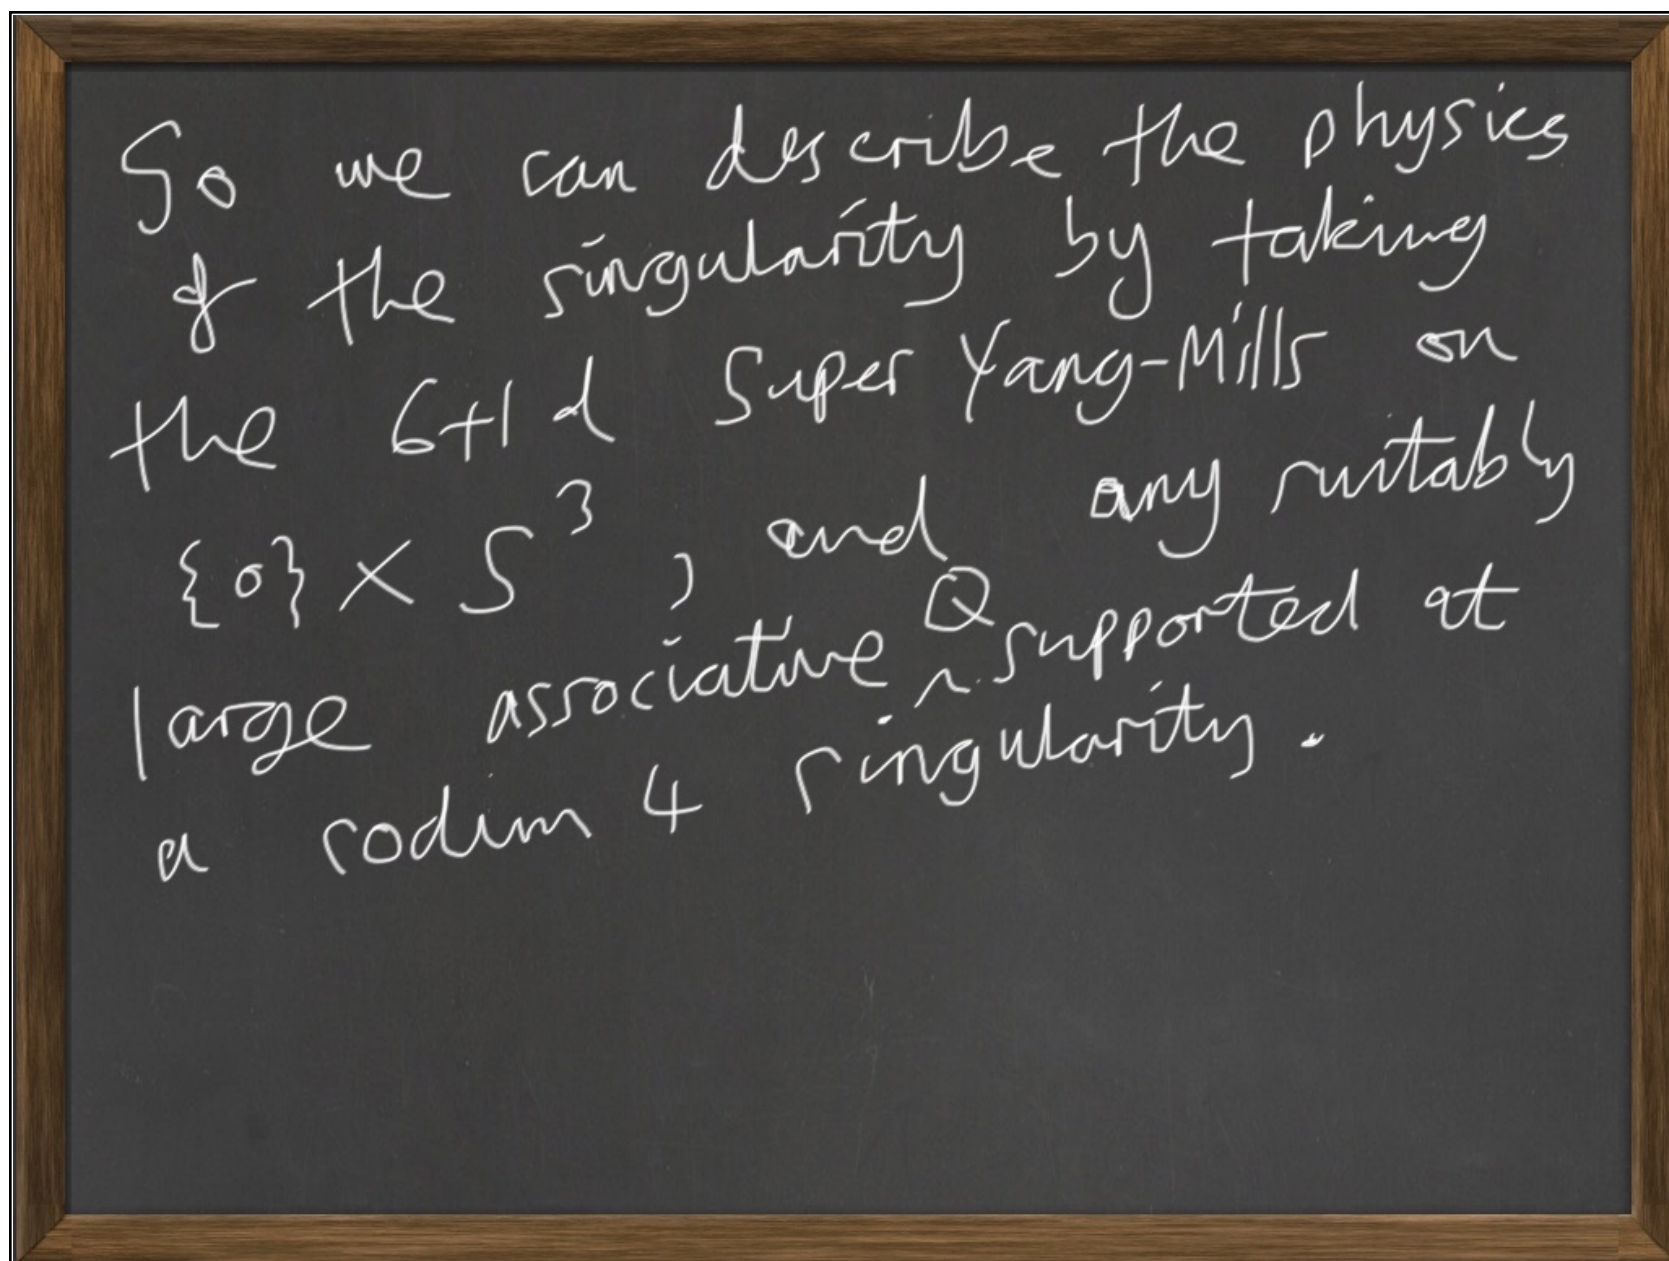 So we can describe the physics
of the singularity by taking
the 6+1 d Super Yang-Mills on
{0} × S³, and any suitably
large associative Q supported at
a codim 4 singularity.